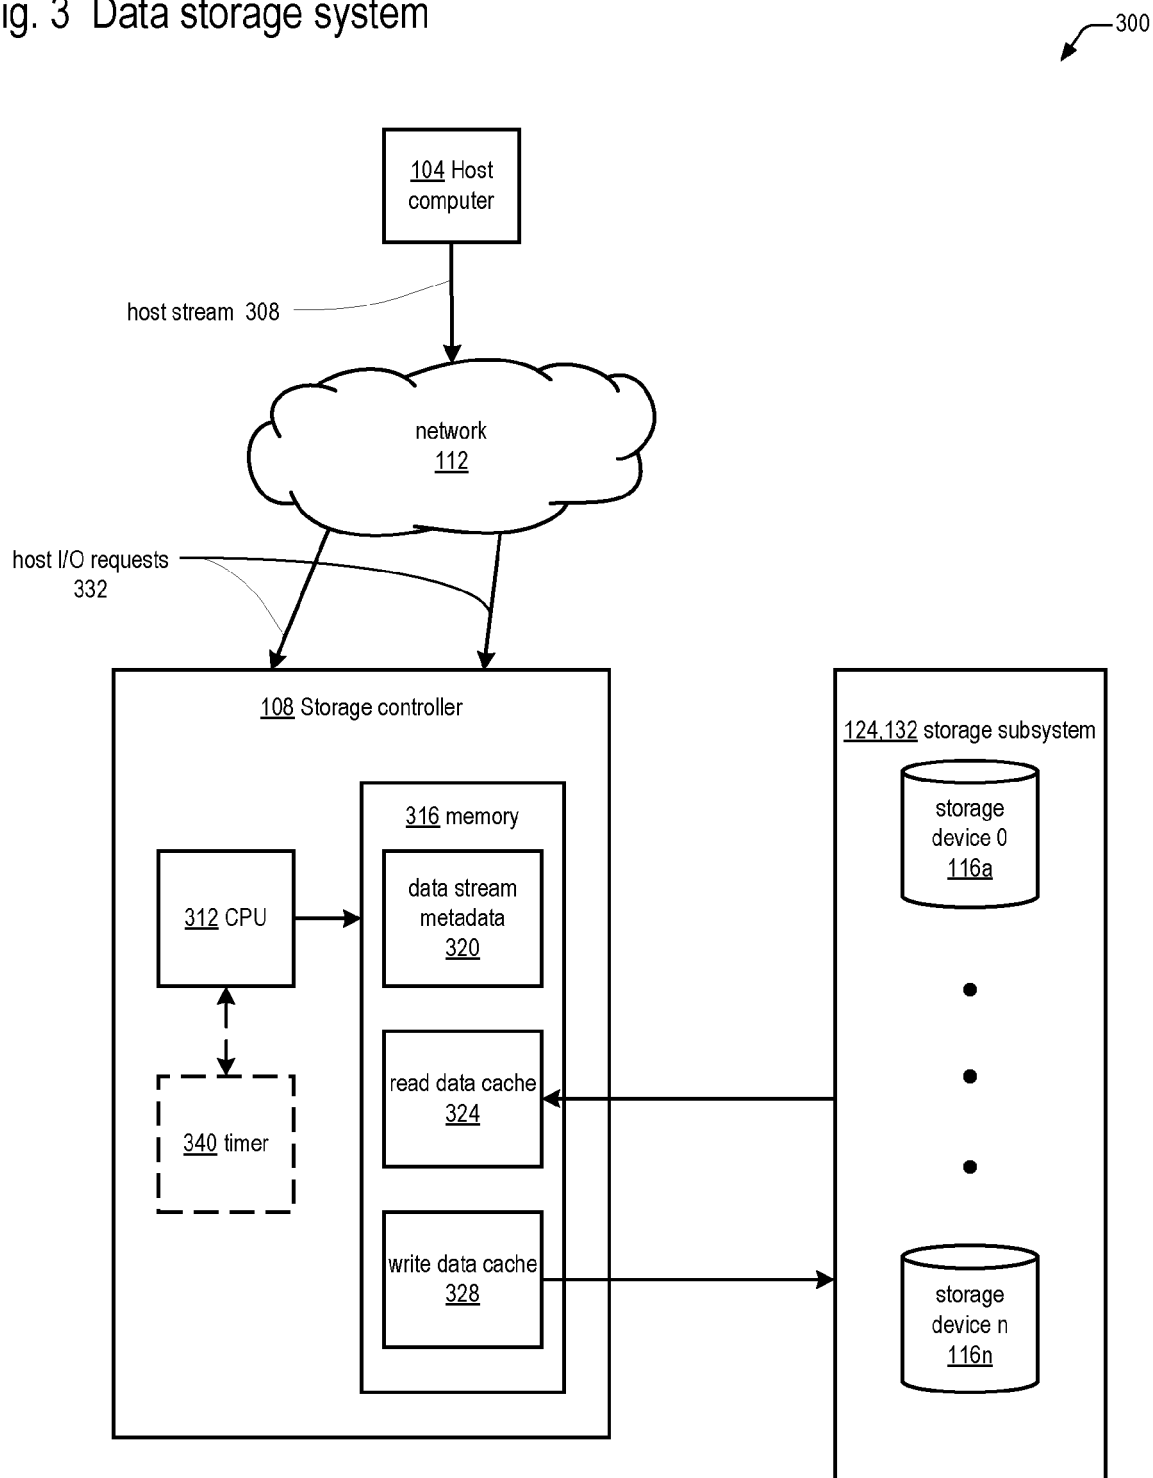 ig. 3 Data storage system
300
104 Host
computer
host stream 308
network
112
host I/O requests
332
108 Storage controller
124,132 storage subsystem
316 memory
storage
device 0
116a
data stream
metadata
320
312 CPU
read data cache
324
340 timer
write data cache
328
storage
device n
116n